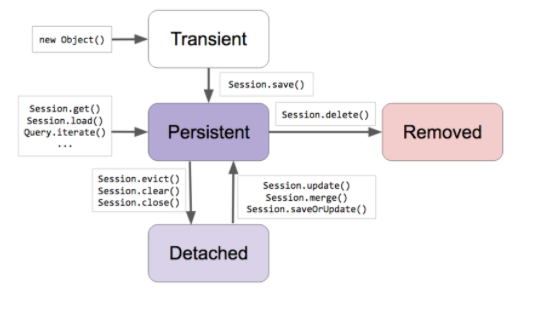 new Object()
Transient
Session.save()
Session.get()
Session.load()
Query.iterate()
...
Persistent
Session.delete()
Removed
Session.evict()
Session.clear()
Session.close()
Session.update()
Session.merge()
Session.saveOrUpdate()
Detached